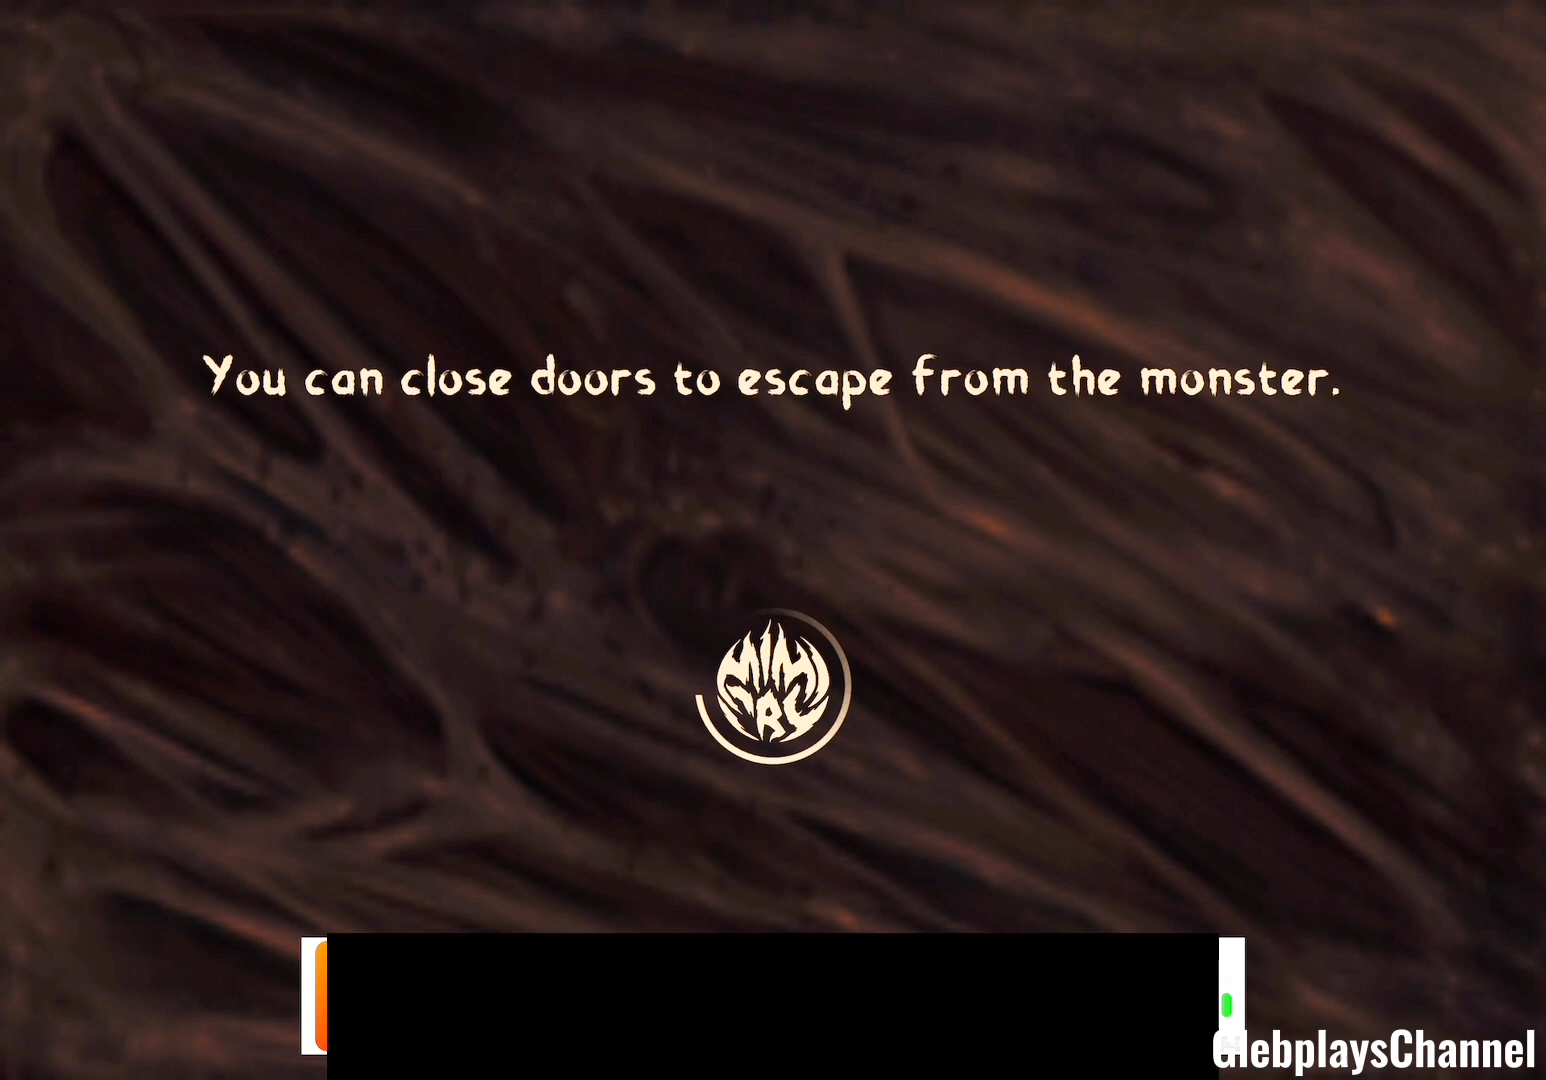 You can close doors to escape from the monster.
GlebplaysChannel